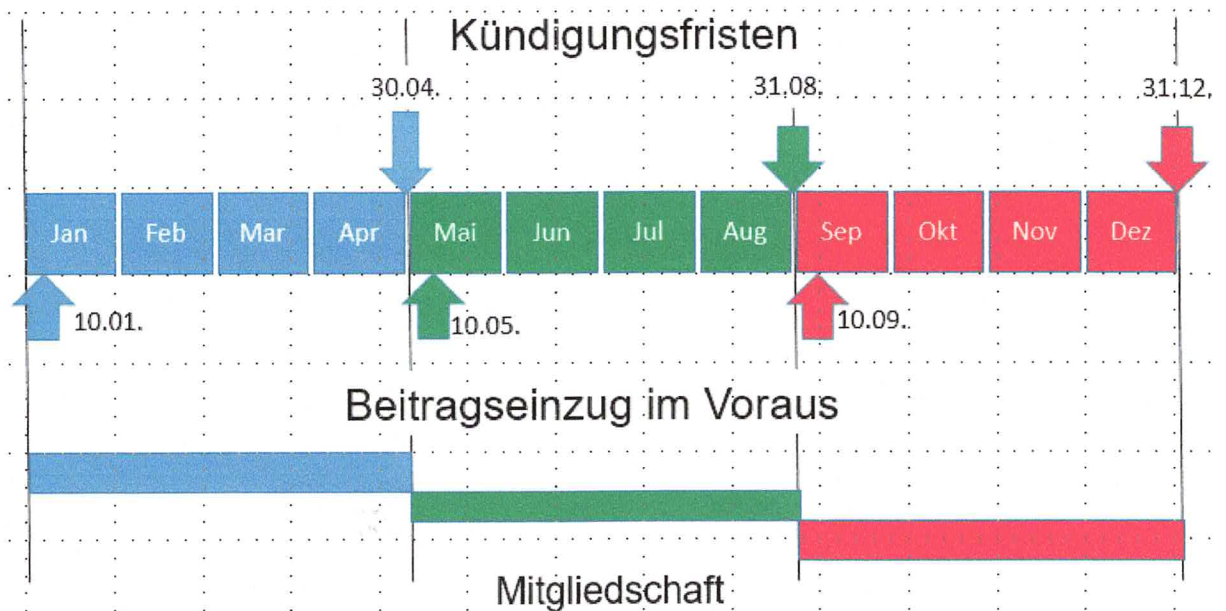 Kündigungsfristen
30.04. 31.08. 31.12.
Jan Feb Mar Apr Mai Jun Jul Aug Sep Okt Nov Dez
10.01. 10.05. 10.09.
Beitragseinzug im Voraus
Mitgliedschaft